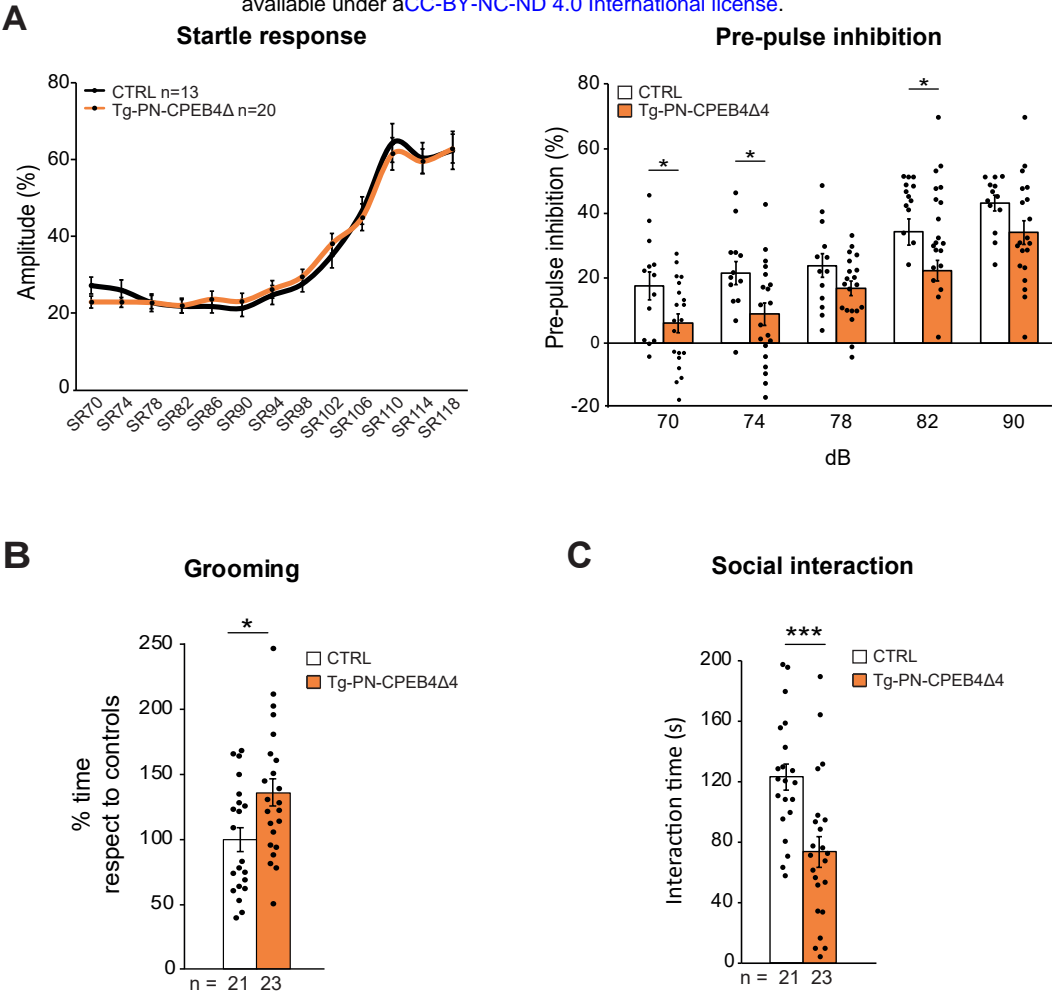 available under aCC-BY-NC-ND 4.0 International license.
A
Startle response
80
60
40
20
0
Amplitude (%)
CTRL n=13
Tg-PN-CPEB4Δ n=20
SR70
SR74
SR78
SR82
SR86
SR90
SR94
SR98
SR102
SR106
SR110
SR114
SR118
Pre-pulse inhibition
80
60
40
20
0
-20
Pre-pulse inhibition (%)
CTRL
Tg-PN-CPEB4Δ4
*
*
*
70 74 78 82 90
dB
B
Grooming
250
200
150
100
50
0
% time
respect to controls
*
CTRL
Tg-PN-CPEB4Δ4
n = 21 23
C
Social interaction
200
160
120
80
40
0
Interaction time (s)
***
CTRL
Tg-PN-CPEB4Δ4
n = 21 23